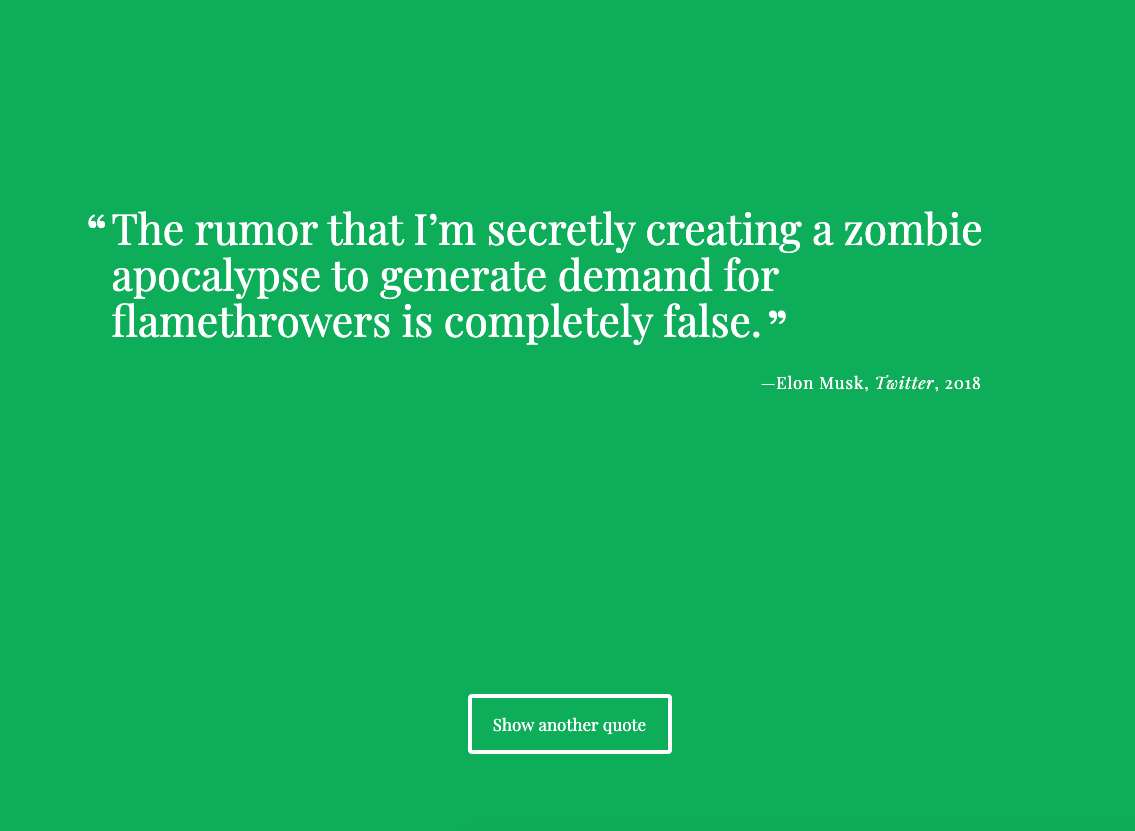 “The rumor that I’m secretly creating a zombie
apocalypse to generate demand for
flamethrowers is completely false.”
—Elon Musk, Twitter, 2018
Show another quote